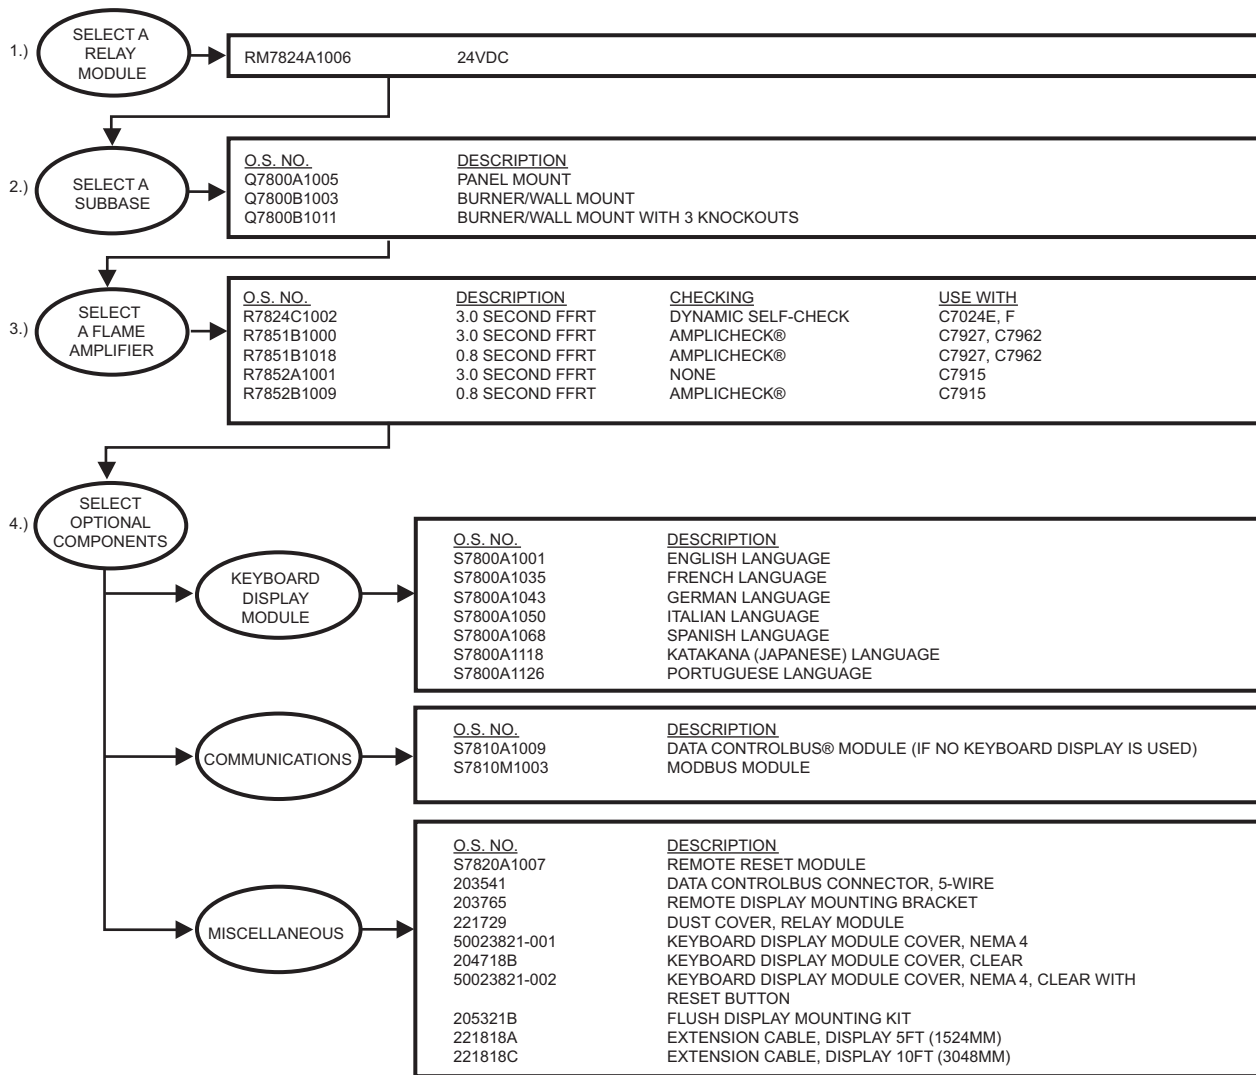 1.)
SELECT A
RELAY
MODULE
RM7824A1006 24VDC
2.)
SELECT A
SUBBASE
O.S. NO. DESCRIPTION
Q7800A1005 PANEL MOUNT
Q7800B1003 BURNER/WALL MOUNT
Q7800B1011 BURNER/WALL MOUNT WITH 3 KNOCKOUTS
3.)
SELECT
A FLAME
AMPLIFIER
O.S. NO. DESCRIPTION CHECKING USE WITH
R7824C1002 3.0 SECOND FFRT DYNAMIC SELF-CHECK C7024E, F
R7851B1000 3.0 SECOND FFRT AMPLICHECK® C7927, C7962
R7851B1018 0.8 SECOND FFRT AMPLICHECK® C7927, C7962
R7852A1001 3.0 SECOND FFRT NONE C7915
R7852B1009 0.8 SECOND FFRT AMPLICHECK® C7915
4.)
SELECT
OPTIONAL
COMPONENTS
KEYBOARD
DISPLAY
MODULE
O.S. NO. DESCRIPTION
S7800A1001 ENGLISH LANGUAGE
S7800A1035 FRENCH LANGUAGE
S7800A1043 GERMAN LANGUAGE
S7800A1050 ITALIAN LANGUAGE
S7800A1068 SPANISH LANGUAGE
S7800A1118 KATAKANA (JAPANESE) LANGUAGE
S7800A1126 PORTUGUESE LANGUAGE
COMMUNICATIONS
O.S. NO. DESCRIPTION
S7810A1009 DATA CONTROLBUS® MODULE (IF NO KEYBOARD DISPLAY IS USED)
S7810M1003 MODBUS MODULE
MISCELLANEOUS
O.S. NO. DESCRIPTION
S7820A1007 REMOTE RESET MODULE
203541 DATA CONTROLBUS CONNECTOR, 5-WIRE
203765 REMOTE DISPLAY MOUNTING BRACKET
221729 DUST COVER, RELAY MODULE
50023821-001 KEYBOARD DISPLAY MODULE COVER, NEMA 4
204718B KEYBOARD DISPLAY MODULE COVER, CLEAR
50023821-002 KEYBOARD DISPLAY MODULE COVER, NEMA 4, CLEAR WITH
RESET BUTTON
205321B FLUSH DISPLAY MOUNTING KIT
221818A EXTENSION CABLE, DISPLAY 5FT (1524MM)
221818C EXTENSION CABLE, DISPLAY 10FT (3048MM)